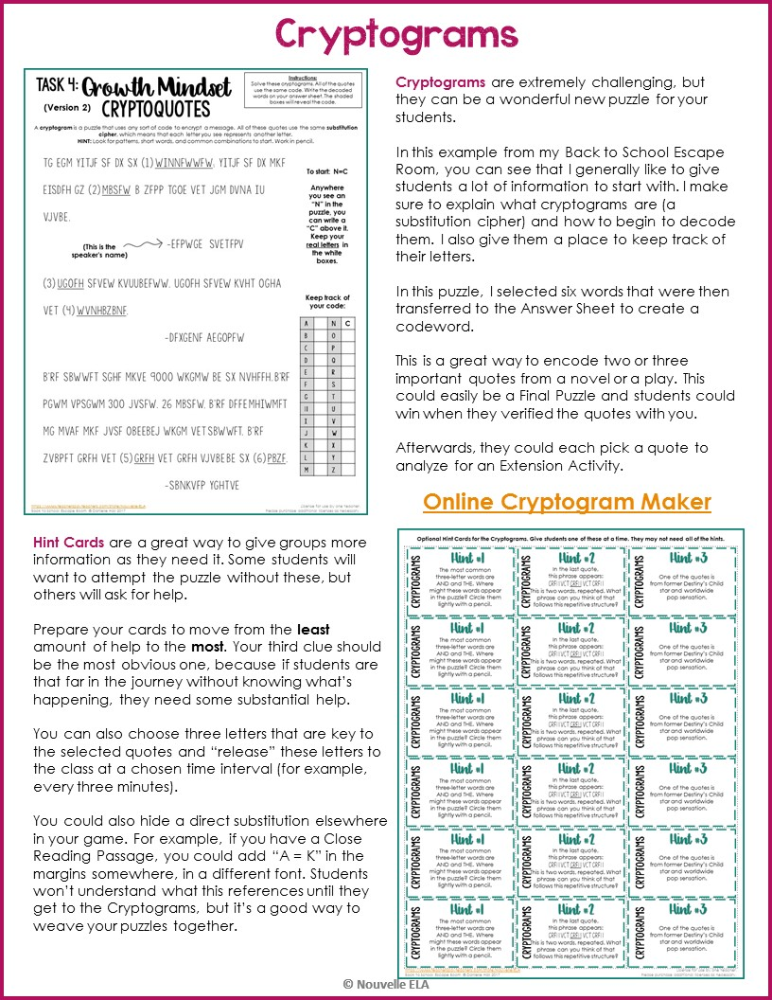 Cryptograms
TASK 4: Growth Mindset
(Version 2) CRYPTOQUOTES
Instructions:
Solve these cryptograms. All of the quotes
use the same code. Write the decoded
words on your answer sheet. The shaded
boxes will reveal the code.
A cryptogram is a puzzle that uses any sort of code to encrypt a message. All of these quotes use the same substitution
cipher, which means that each letter you see represents another letter.
HINT: Look for patterns, short words, and common combinations to start. Work in pencil.
TG EGM YITJF SF DX SX (1) WINNFWWFW. YITJF SF DX MKF
EISDFH GZ (2) MBSFW B ZFPP TGOE VET JGM DVNA IU
VJVBE.
(This is the
speaker's name)
-EFPWGE SVETFPV
(3) UGOFH SFVEW KVUUBEFWW. UGOFH SFVEW KVHT OGHA
VET (4) WVNHBZBNF.
-DFXGENF AEGOPFW
B'RF SBWWFT SGHF MKVE 9000 WKGMW BE SX NVHFFH. B'RF
PGWM VPSGWM 300 JVSFW. 26 MBSFW, B'RF DFFE MHIWMFT
MG MVAF MKF JVSF OBEEBEJ WKGM VET SBWWFT. B'RF
ZVBPFT GRFH VET (5) GRFH VET GRFH VJVBE BE SX (6) PBZF.
-SBNKVFP YGHTVE
To start: N=C
Anywhere
you see an
"N" in the
puzzle, you
can write a
"C" above it.
Keep your
real letters in
the white
boxes.
Keep track of
your code:
A N C
B O
C P
D Q
E R
F S
G T
H U
I V
J W
K X
L Y
M Z
Cryptograms are extremely challenging, but
they can be a wonderful new puzzle for your
students.
In this example from my Back to School Escape
Room, you can see that I generally like to give
students a lot of information to start with. I make
sure to explain what cryptograms are (a
substitution cipher) and how to begin to decode
them. I also give them a place to keep track of
their letters.
In this puzzle, I selected six words that were then
transferred to the Answer Sheet to create a
codeword.
This is a great way to encode two or three
important quotes from a novel or a play. This
could easily be a Final Puzzle and students could
win when they verified the quotes with you.
Afterwards, they could each pick a quote to
analyze for an Extension Activity.
Online Cryptogram Maker
Hint Cards are a great way to give groups more
information as they need it. Some students will
want to attempt the puzzle without these, but
others will ask for help.
Prepare your cards to move from the least
amount of help to the most. Your third clue should
be the most obvious one, because if students are
that far in the journey without knowing what's
happening, they need some substantial help.
You can also choose three letters that are key to
the selected quotes and "release" these letters to
the class at a chosen time interval (for example,
every three minutes).
You could also hide a direct substitution elsewhere
in your game. For example, if you have a Close
Reading Passage, you could add "A = K" in the
margins somewhere, in a different font. Students
won't understand what this references until they
get to the Cryptograms, but it's a good way to
weave your puzzles together.
Optional Hint Cards for the Cryptograms. Give students one of these at a time. They may not need all of the hints.
CRYPTOGRAMS
Hint #1
The most common
three-letter words are
AND and THE. Where
might these words appear
in the puzzle? Circle them
lightly with a pencil.
CRYPTOGRAMS
Hint #2
In the last quote,
this phrase appears:
This is two words, repeated. What
phrase can you think of that
follows this repetitive structure?
CRYPTOGRAMS
Hint #3
One of the quotes is
from former Destiny's Child
star and worldwide
pop sensation.
CRYPTOGRAMS
Hint #1
The most common
three-letter words are
AND and THE. Where
might these words appear
in the puzzle? Circle them
lightly with a pencil.
CRYPTOGRAMS
Hint #2
In the last quote,
this phrase appears:
This is two words, repeated. What
phrase can you think of that
follows this repetitive structure?
CRYPTOGRAMS
Hint #3
One of the quotes is
from former Destiny's Child
star and worldwide
pop sensation.
CRYPTOGRAMS
Hint #1
The most common
three-letter words are
AND and THE. Where
might these words appear
in the puzzle? Circle them
lightly with a pencil.
CRYPTOGRAMS
Hint #2
In the last quote,
this phrase appears:
This is two words, repeated. What
phrase can you think of that
follows this repetitive structure?
CRYPTOGRAMS
Hint #3
One of the quotes is
from former Destiny's Child
star and worldwide
pop sensation.
CRYPTOGRAMS
Hint #1
The most common
three-letter words are
AND and THE. Where
might these words appear
in the puzzle? Circle them
lightly with a pencil.
CRYPTOGRAMS
Hint #2
In the last quote,
this phrase appears:
This is two words, repeated. What
phrase can you think of that
follows this repetitive structure?
CRYPTOGRAMS
Hint #3
One of the quotes is
from former Destiny's Child
star and worldwide
pop sensation.
CRYPTOGRAMS
Hint #1
The most common
three-letter words are
AND and THE. Where
might these words appear
in the puzzle? Circle them
lightly with a pencil.
CRYPTOGRAMS
Hint #2
In the last quote,
this phrase appears:
This is two words, repeated. What
phrase can you think of that
follows this repetitive structure?
CRYPTOGRAMS
Hint #3
One of the quotes is
from former Destiny's Child
star and worldwide
pop sensation.
CRYPTOGRAMS
Hint #1
The most common
three-letter words are
AND and THE. Where
might these words appear
in the puzzle? Circle them
lightly with a pencil.
CRYPTOGRAMS
Hint #2
In the last quote,
this phrase appears:
This is two words, repeated. What
phrase can you think of that
follows this repetitive structure?
CRYPTOGRAMS
Hint #3
One of the quotes is
from former Destiny's Child
star and worldwide
pop sensation.
© Nouvelle ELA